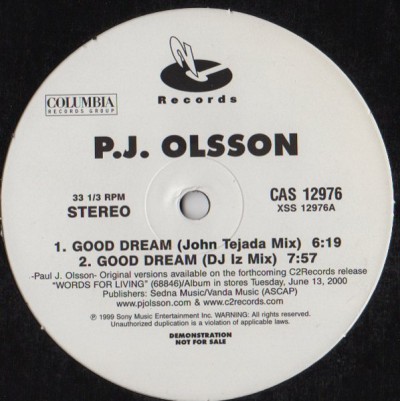 Records
COLUMBIA
RECORDS GROUP
P.J. OLSSON
33 1/3 RPM
STEREO
CAS 12976
XSS 12976A
1. GOOD DREAM (John Tejada Mix) 6:19
2. GOOD DREAM (DJ Iz Mix) 7:57
-Paul J. Olsson- Original versions available on the forthcoming C2Records release
"WORDS FOR LIVING" (68846)/Album in stores Tuesday, June 13, 2000
Publishers: Sedna Music/Vanda Music (ASCAP)
www.pjolsson.com & www.c2records.com
℗ 1999 Sony Music Entertainment Inc. WARNING: All rights reserved.
Unauthorized duplication is a violation of applicable laws.
DEMONSTRATION
NOT FOR SALE